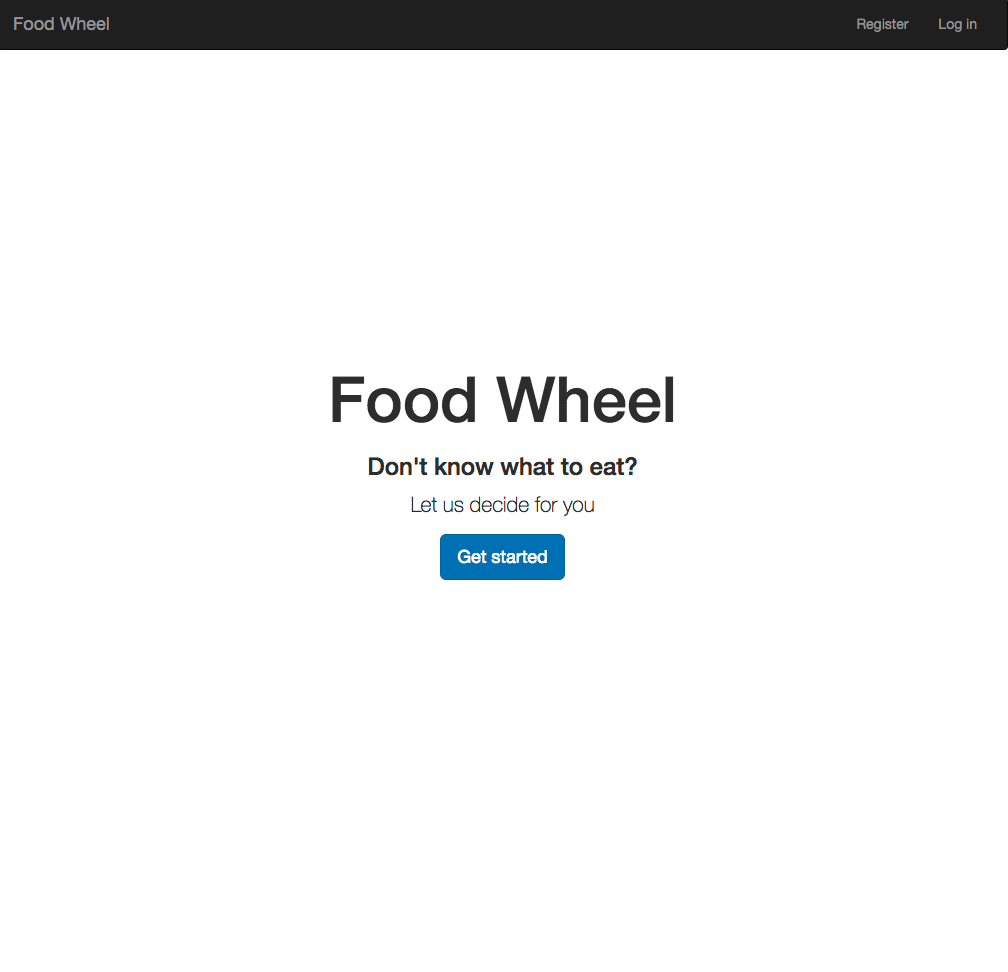 Food Wheel Register Log in
Food Wheel
Don't know what to eat?
Let us decide for you
Get started